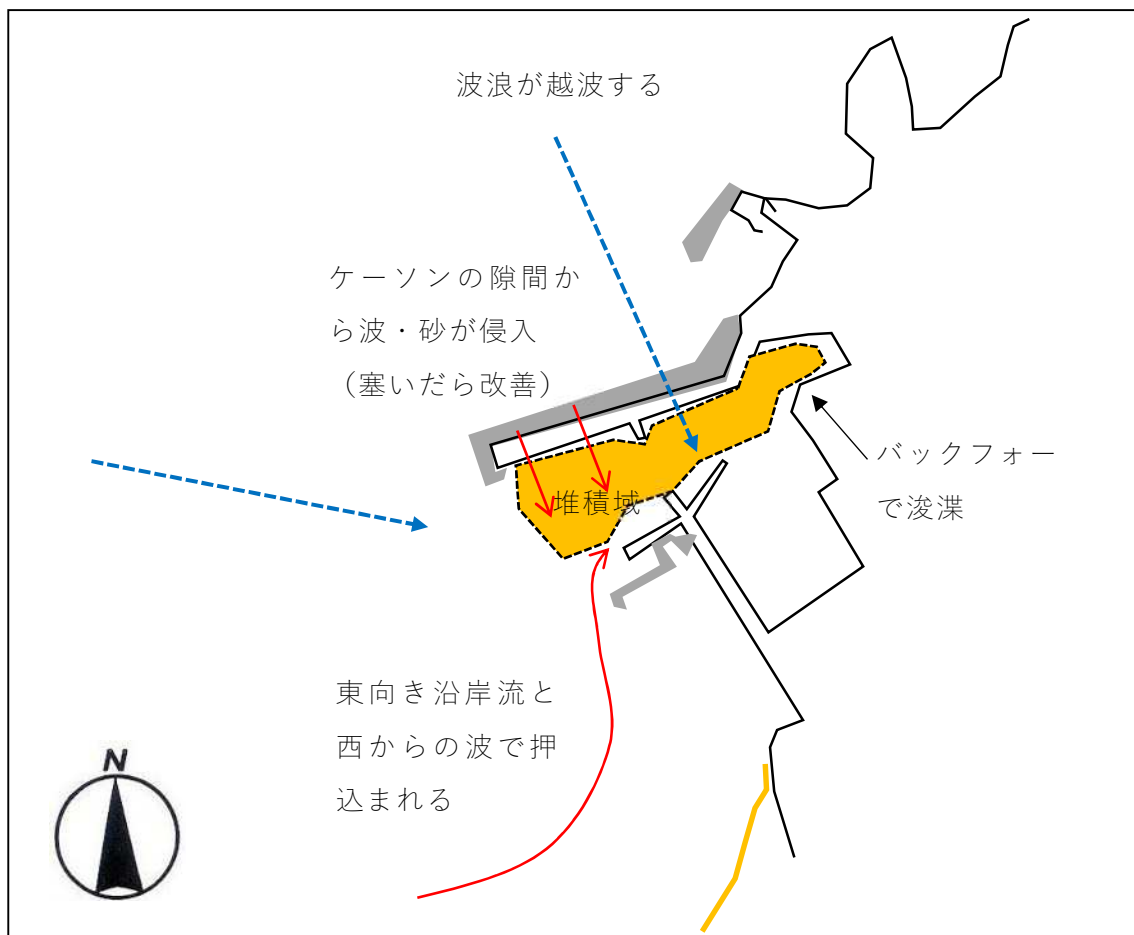 波浪が越波する
ケーソンの隙間か
ら波・砂が侵入
（塞いだら改善）
堆積域
バックフォー
で浚渫
東向き沿岸流と
西からの波で押
込まれる
N